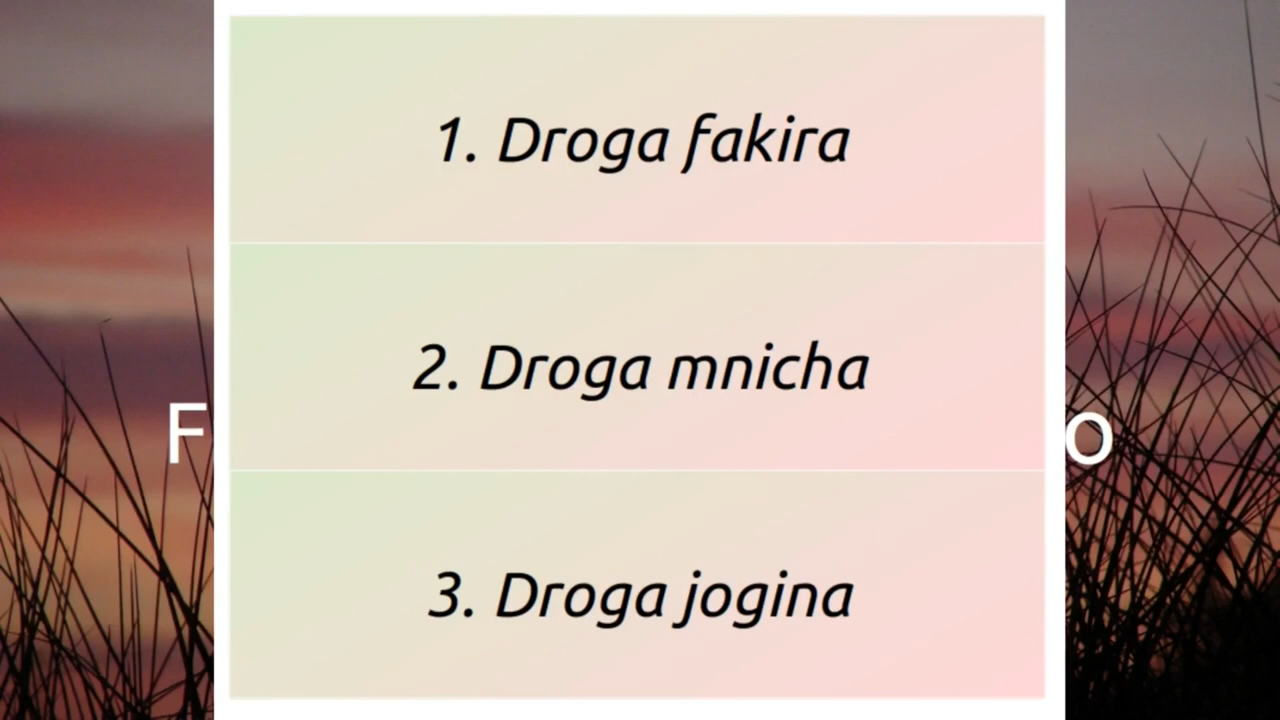 1. Droga fakira
2. Droga mnicha
F
o
3. Droga jogina